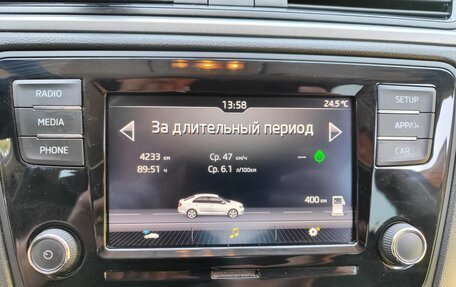 RADIO
MEDIA
PHONE
13:58
24.5 °C
За длительный период
4233 км Ср. 47 км/ч ---
89:51 ч Ср. 6.1 л/100км
400 км
SETUP
APP/
CAR